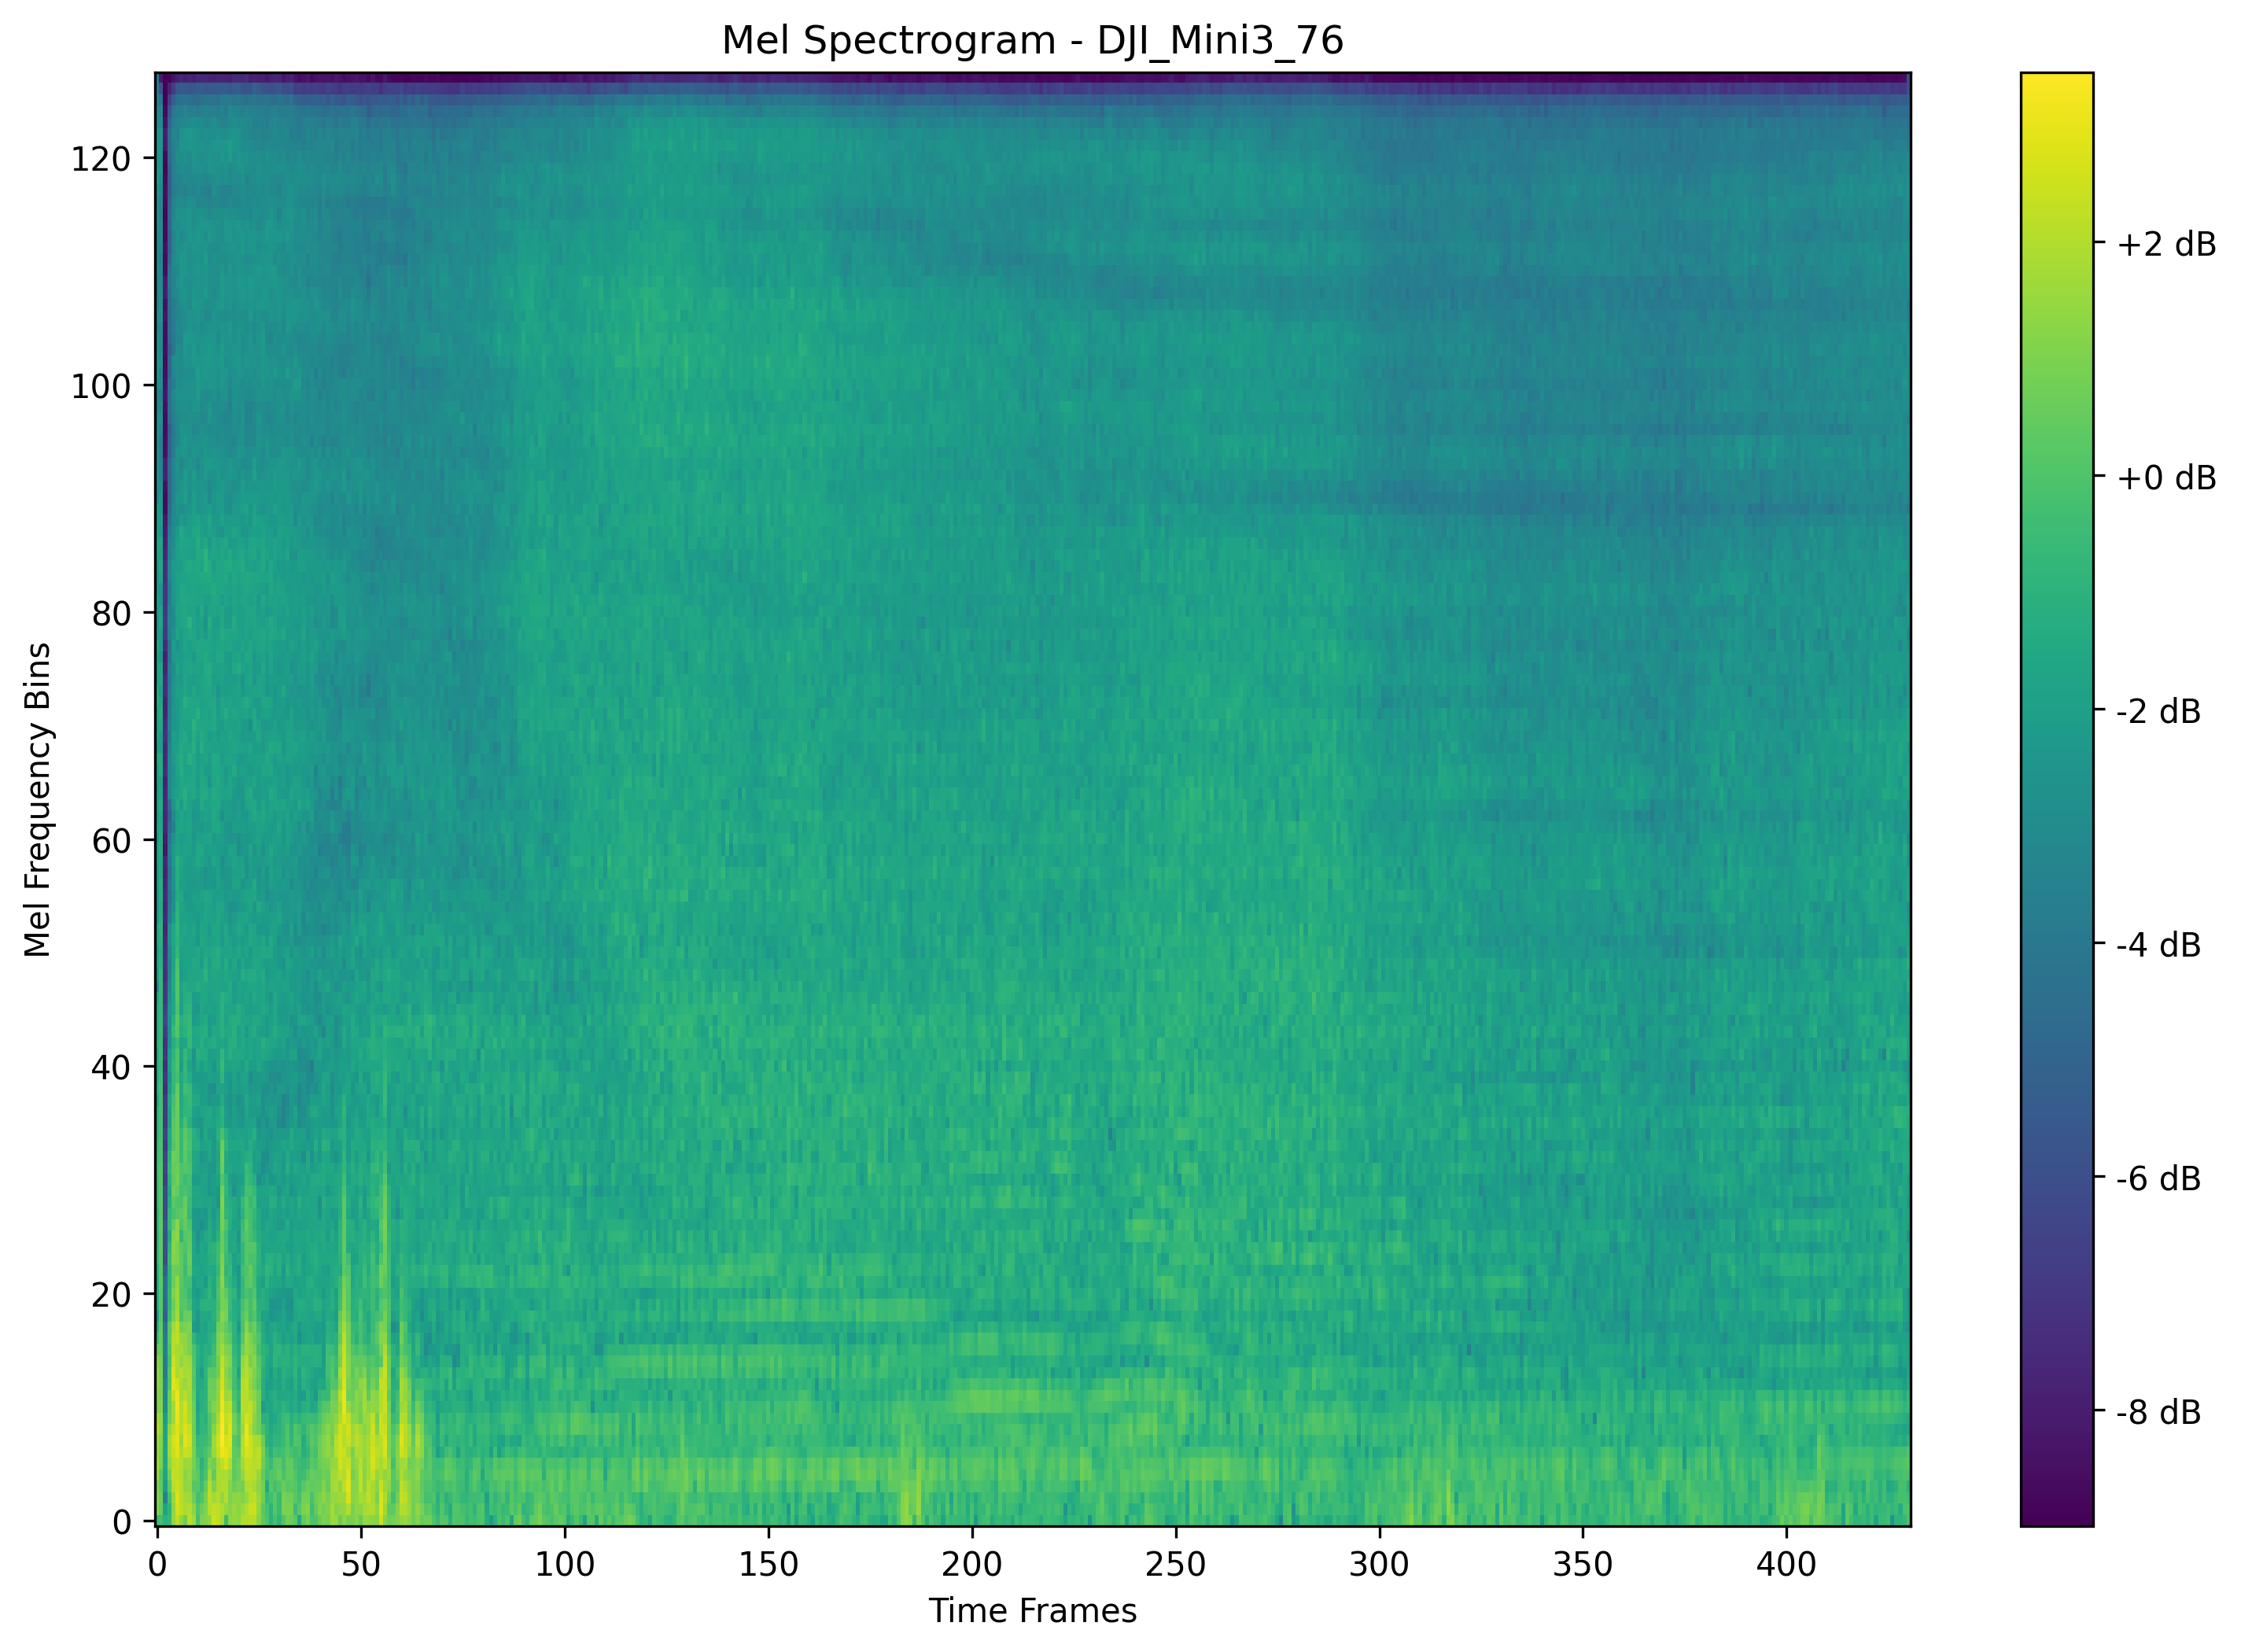 Mel Spectrogram - DJI_Mini3_76
120
100
80
60
40
20
0
Mel Frequency Bins
0 50 100 150 200 250 300 350 400
Time Frames
+2 dB
+0 dB
-2 dB
-4 dB
-6 dB
-8 dB